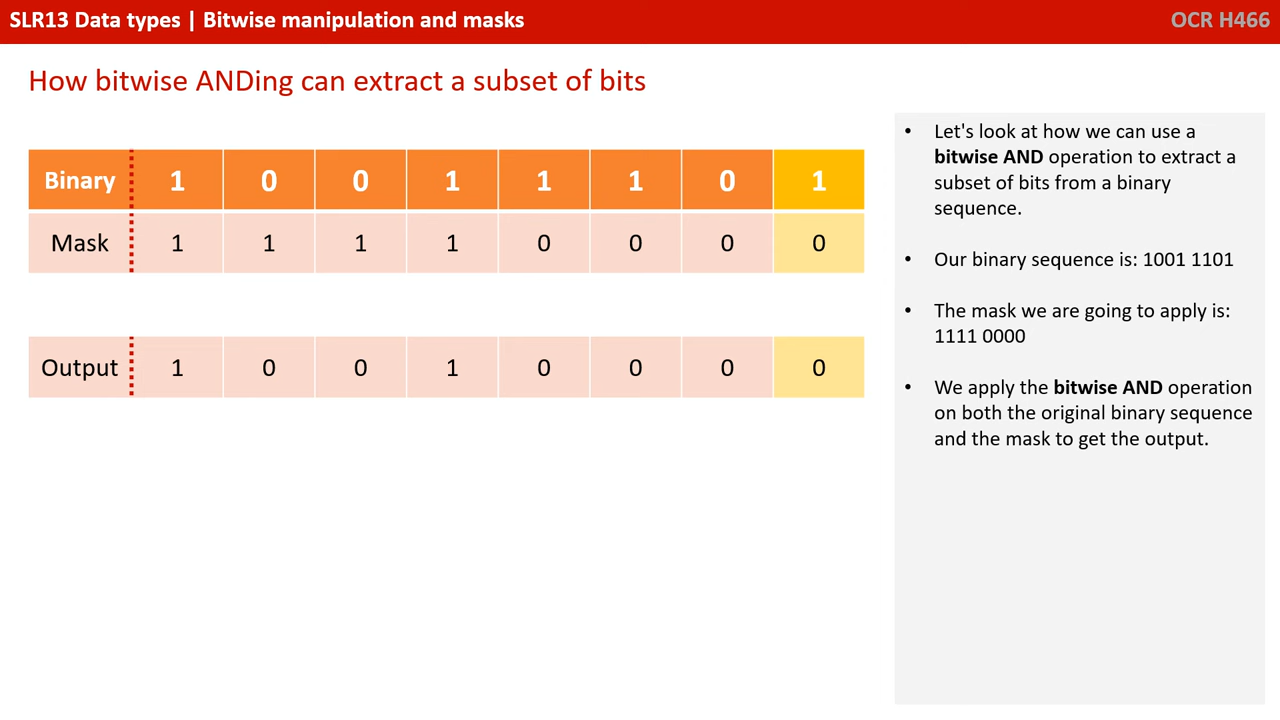 SLR13 Data types | Bitwise manipulation and masks
OCR H466
How bitwise ANDing can extract a subset of bits
Binary 1 0 0 1 1 1 0 1
Mask 1 1 1 1 0 0 0 0
Output 1 0 0 1 0 0 0 0
• Let's look at how we can use a
bitwise AND operation to extract a
subset of bits from a binary
sequence.
• Our binary sequence is: 1001 1101
• The mask we are going to apply is:
1111 0000
• We apply the bitwise AND operation
on both the original binary sequence
and the mask to get the output.